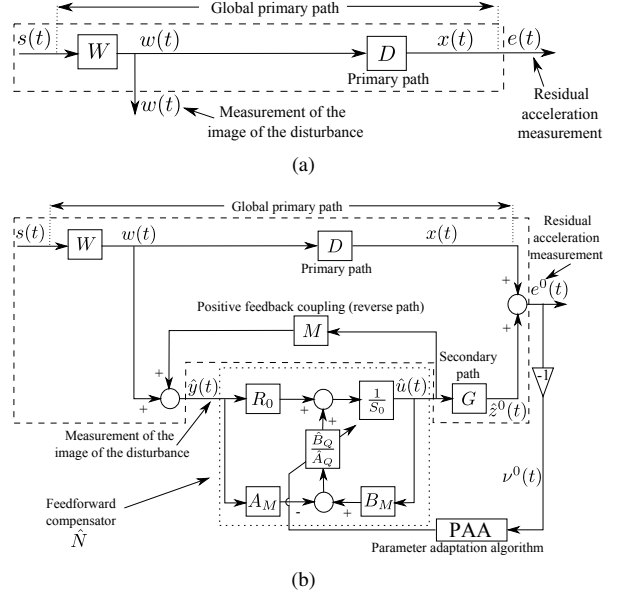 Global primary path
s(t)
W
w(t)
D
x(t)
e(t)
Primary path
w(t)
Measurement of the
image of the disturbance
Residual
acceleration
measurement
(a)
Global primary path
Residual
acceleration
measurement
s(t)
W
w(t)
D
x(t)
Primary path
+
e⁰(t)
+
Positive feedback coupling (reverse path)
M
Secondary
path
-1
+
+
ŷ(t)
R₀
+
+
1/S₀
û(t)
G
ẑ⁰(t)
Measurement of the
image of the disturbance
B̂_Q/Â_Q
ν⁰(t)
Feedforward
compensator
N̂
A_M
-
+
B_M
PAA
Parameter adaptation algorithm
(b)